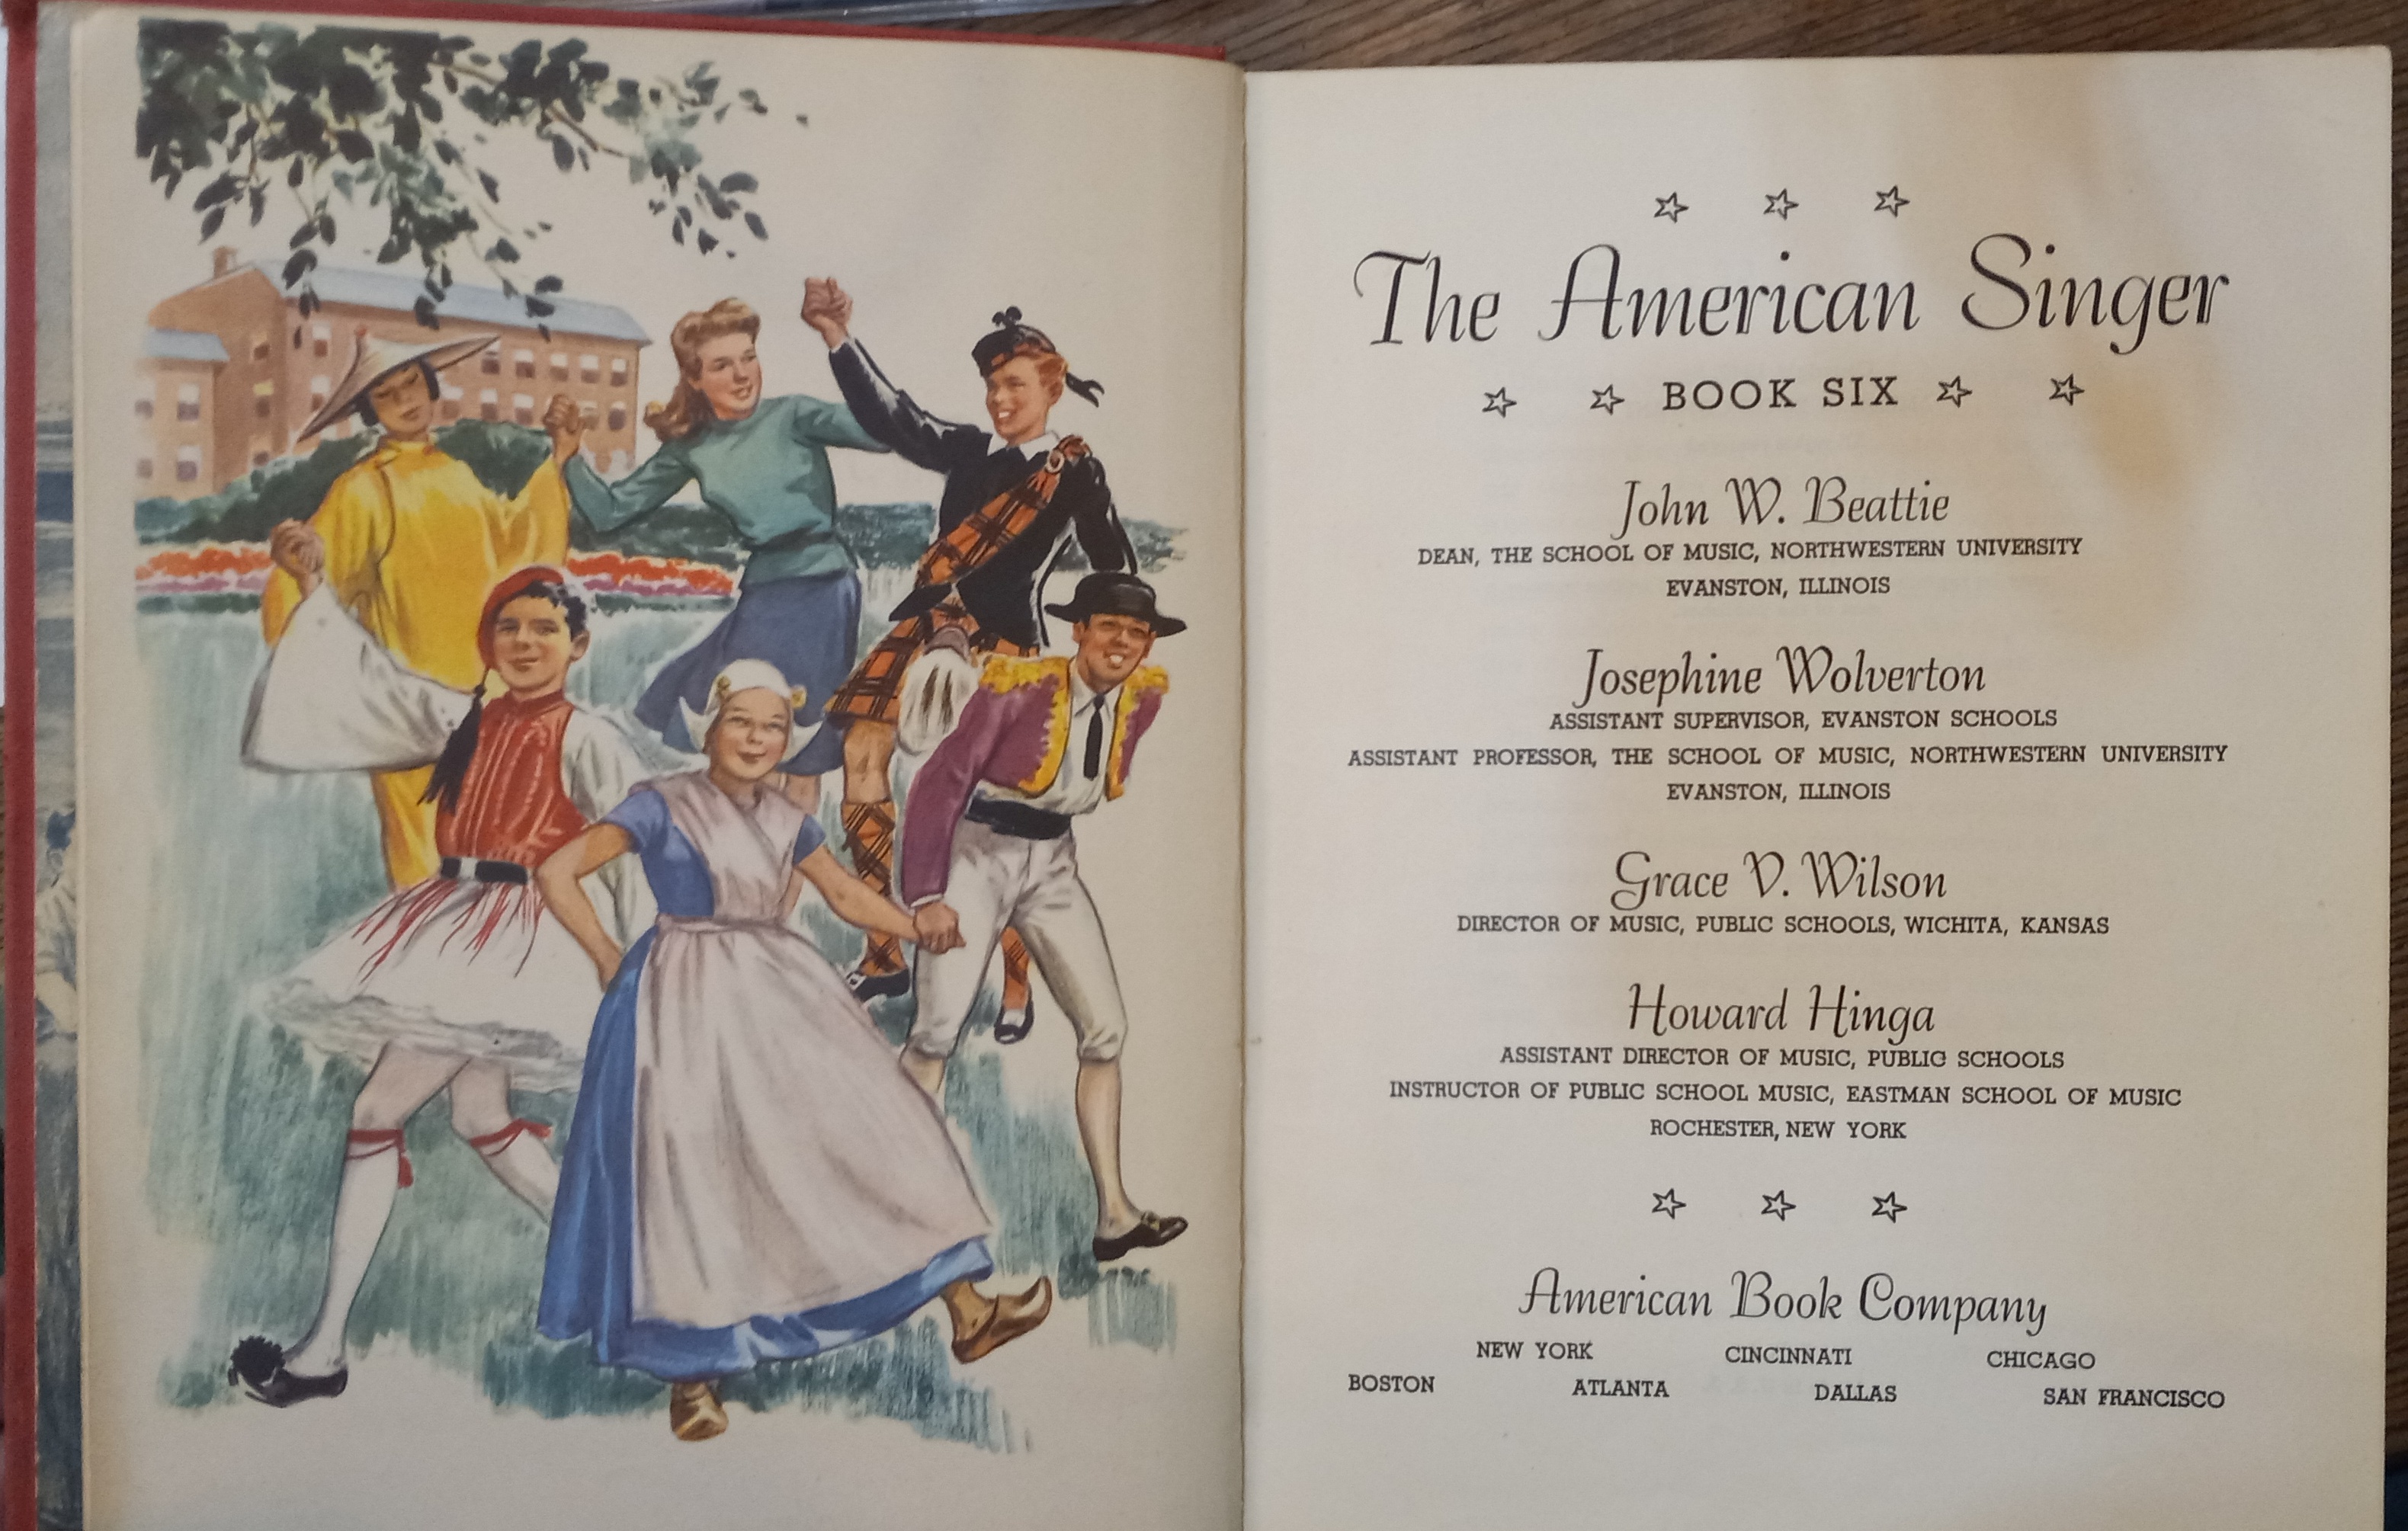 The American Singer
BOOK SIX
John W. Beattie
DEAN, THE SCHOOL OF MUSIC, NORTHWESTERN UNIVERSITY
EVANSTON, ILLINOIS
Josephine Wolverton
ASSISTANT SUPERVISOR, EVANSTON SCHOOLS
ASSISTANT PROFESSOR, THE SCHOOL OF MUSIC, NORTHWESTERN UNIVERSITY
EVANSTON, ILLINOIS
Grace V. Wilson
DIRECTOR OF MUSIC, PUBLIC SCHOOLS, WICHITA, KANSAS
Howard Hinga
ASSISTANT DIRECTOR OF MUSIC, PUBLIC SCHOOLS
INSTRUCTOR OF PUBLIC SCHOOL MUSIC, EASTMAN SCHOOL OF MUSIC
ROCHESTER, NEW YORK
American Book Company
NEW YORK CINCINNATI CHICAGO
BOSTON ATLANTA DALLAS SAN FRANCISCO